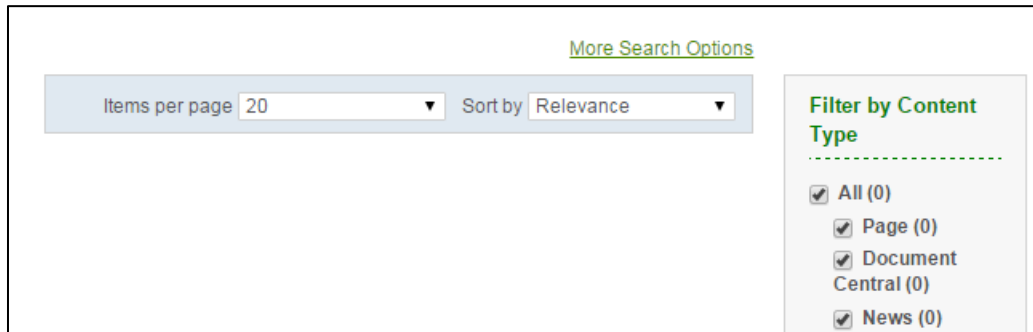 More Search Options
Items per page 20 Sort by Relevance
Filter by Content
Type
All (0)
Page (0)
Document
Central (0)
News (0)